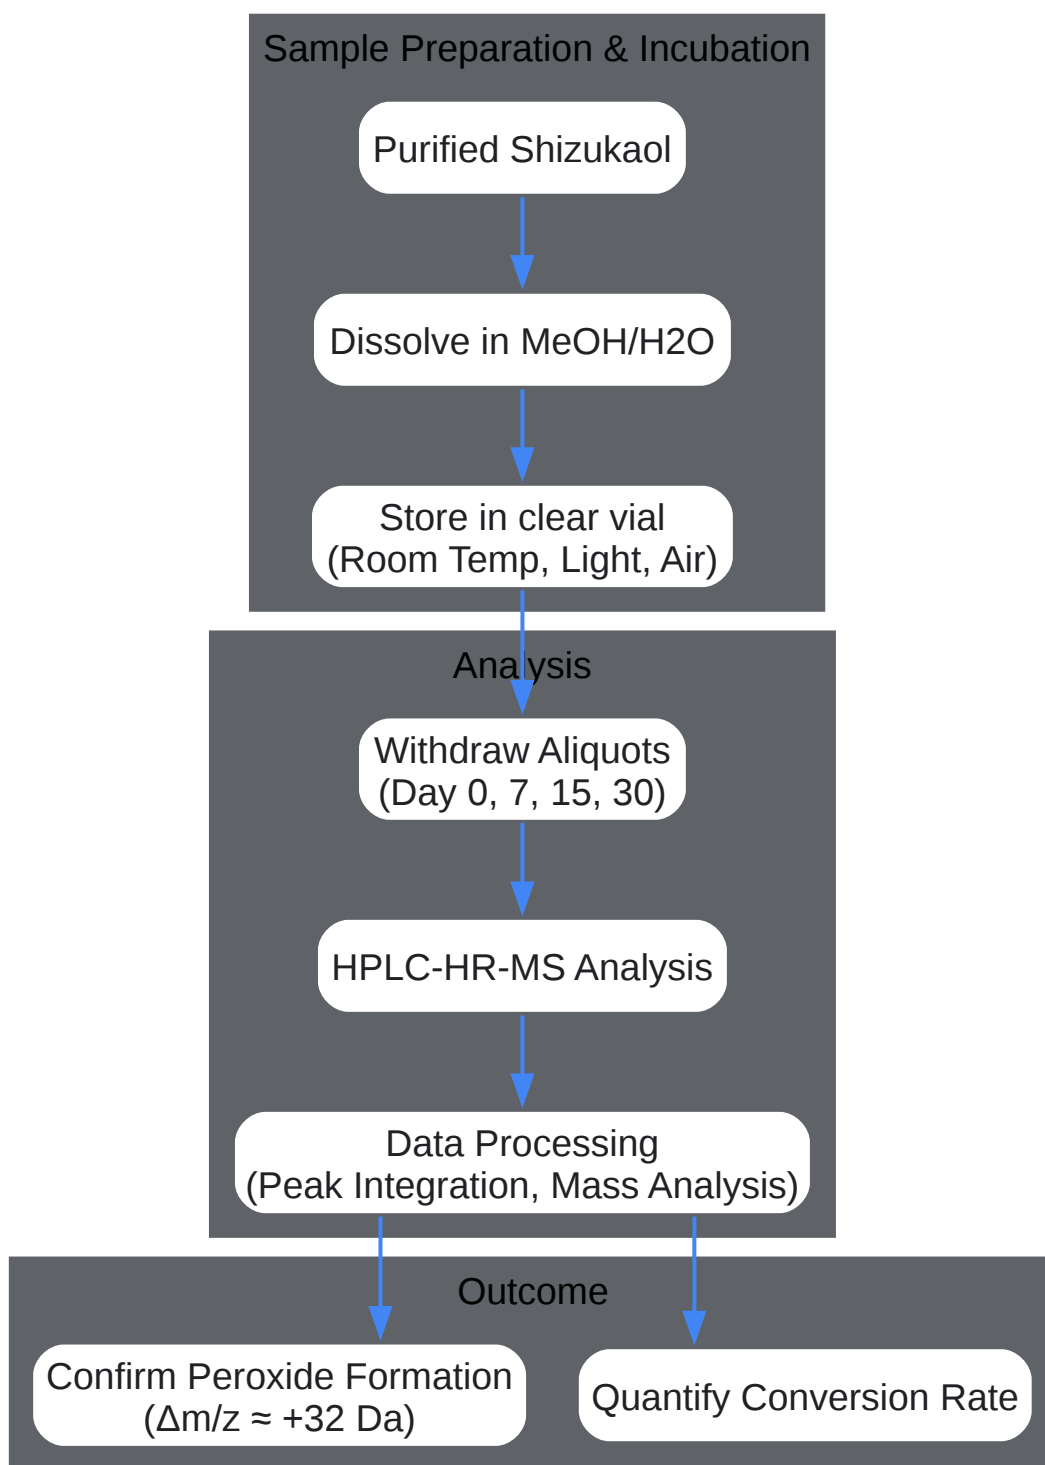 Sample Preparation & Incubation
Purified Shizukaol
Dissolve in MeOH/H2O
Store in clear vial
(Room Temp, Light, Air)
Analysis
Withdraw Aliquots
(Day 0, 7, 15, 30)
HPLC-HR-MS Analysis
Data Processing
(Peak Integration, Mass Analysis)
Outcome
Confirm Peroxide Formation
(Δm/z ≈ +32 Da)
Quantify Conversion Rate